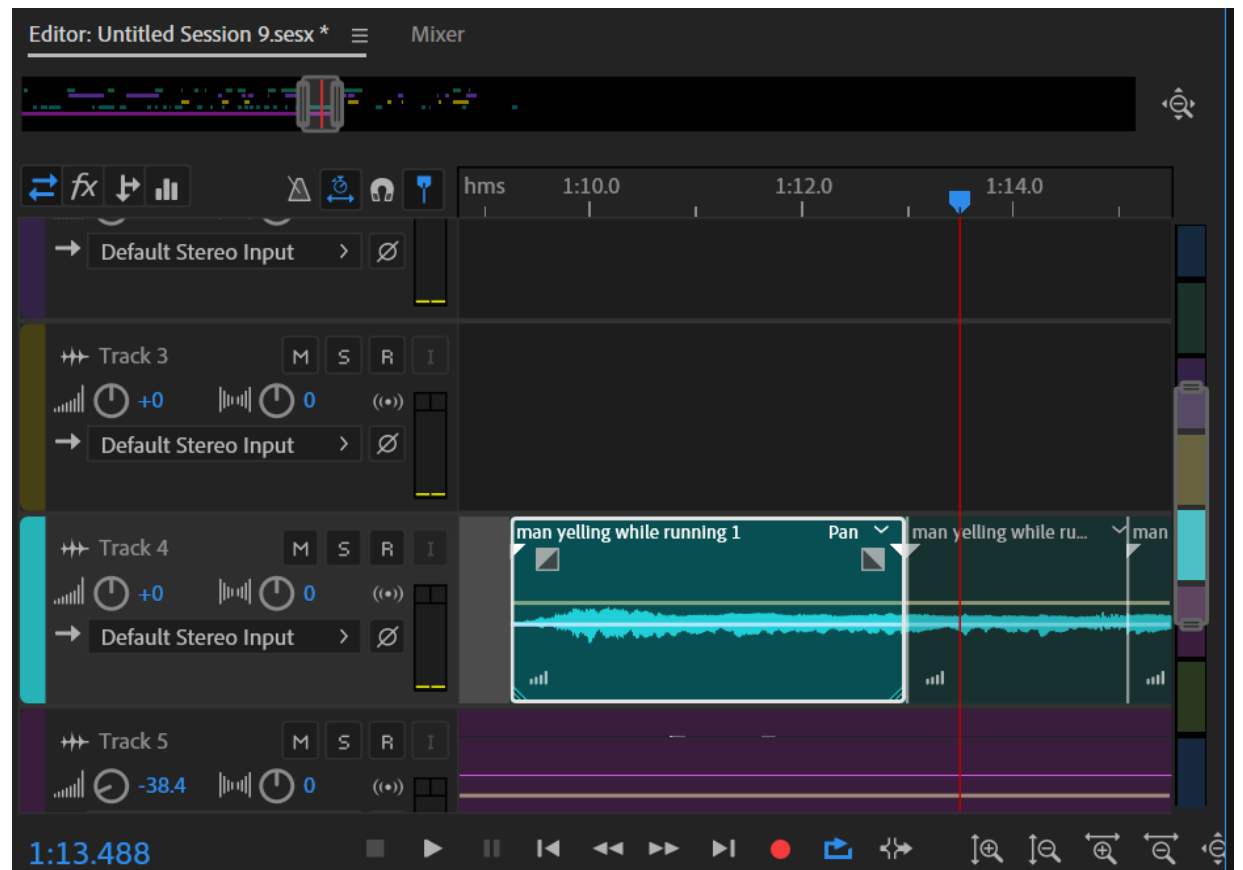 Editor: Untitled Session 9.sesx * Mixer
fx hms 1:10.0 1:12.0 1:14.0
Default Stereo Input
Track 3 M S R I
+0 0
Default Stereo Input
Track 4 M S R I
man yelling while running 1 Pan man yelling while ru... man
+0 0
Default Stereo Input
Track 5 M S R I
-38.4 0
1:13.488